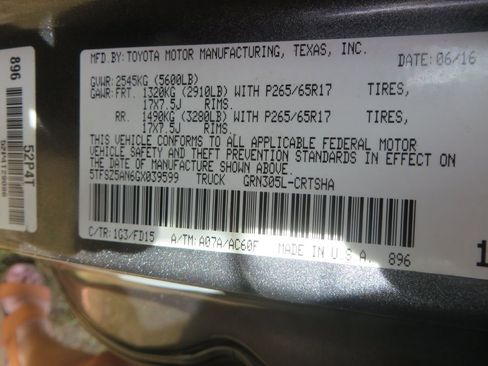 MFD.BY: TOYOTA MOTOR MANUFACTURING, TEXAS, INC.
DATE: 06/16
GVWR: 2545KG (5600LB)
GAWR: FRT. 1320KG (2910LB) WITH P265/65R17 TIRES,
17X7.5J RIMS.
RR. 1490KG (3280LB) WITH P265/65R17 TIRES,
17X7.5J RIMS.
THIS VEHICLE CONFORMS TO ALL APPLICABLE FEDERAL MOTOR
VEHICLE SAFETY AND THEFT PREVENTION STANDARDS IN EFFECT ON
THE DATE OF MANUFACTURE SHOWN ABOVE.
5TFSZ5AN6GX039599 TRUCK GRN305L-CRTSHA
C/TR: 1G3/FD15 A/TM: A07A/AC60F MADE IN U.S.A. 896
896
52P4T